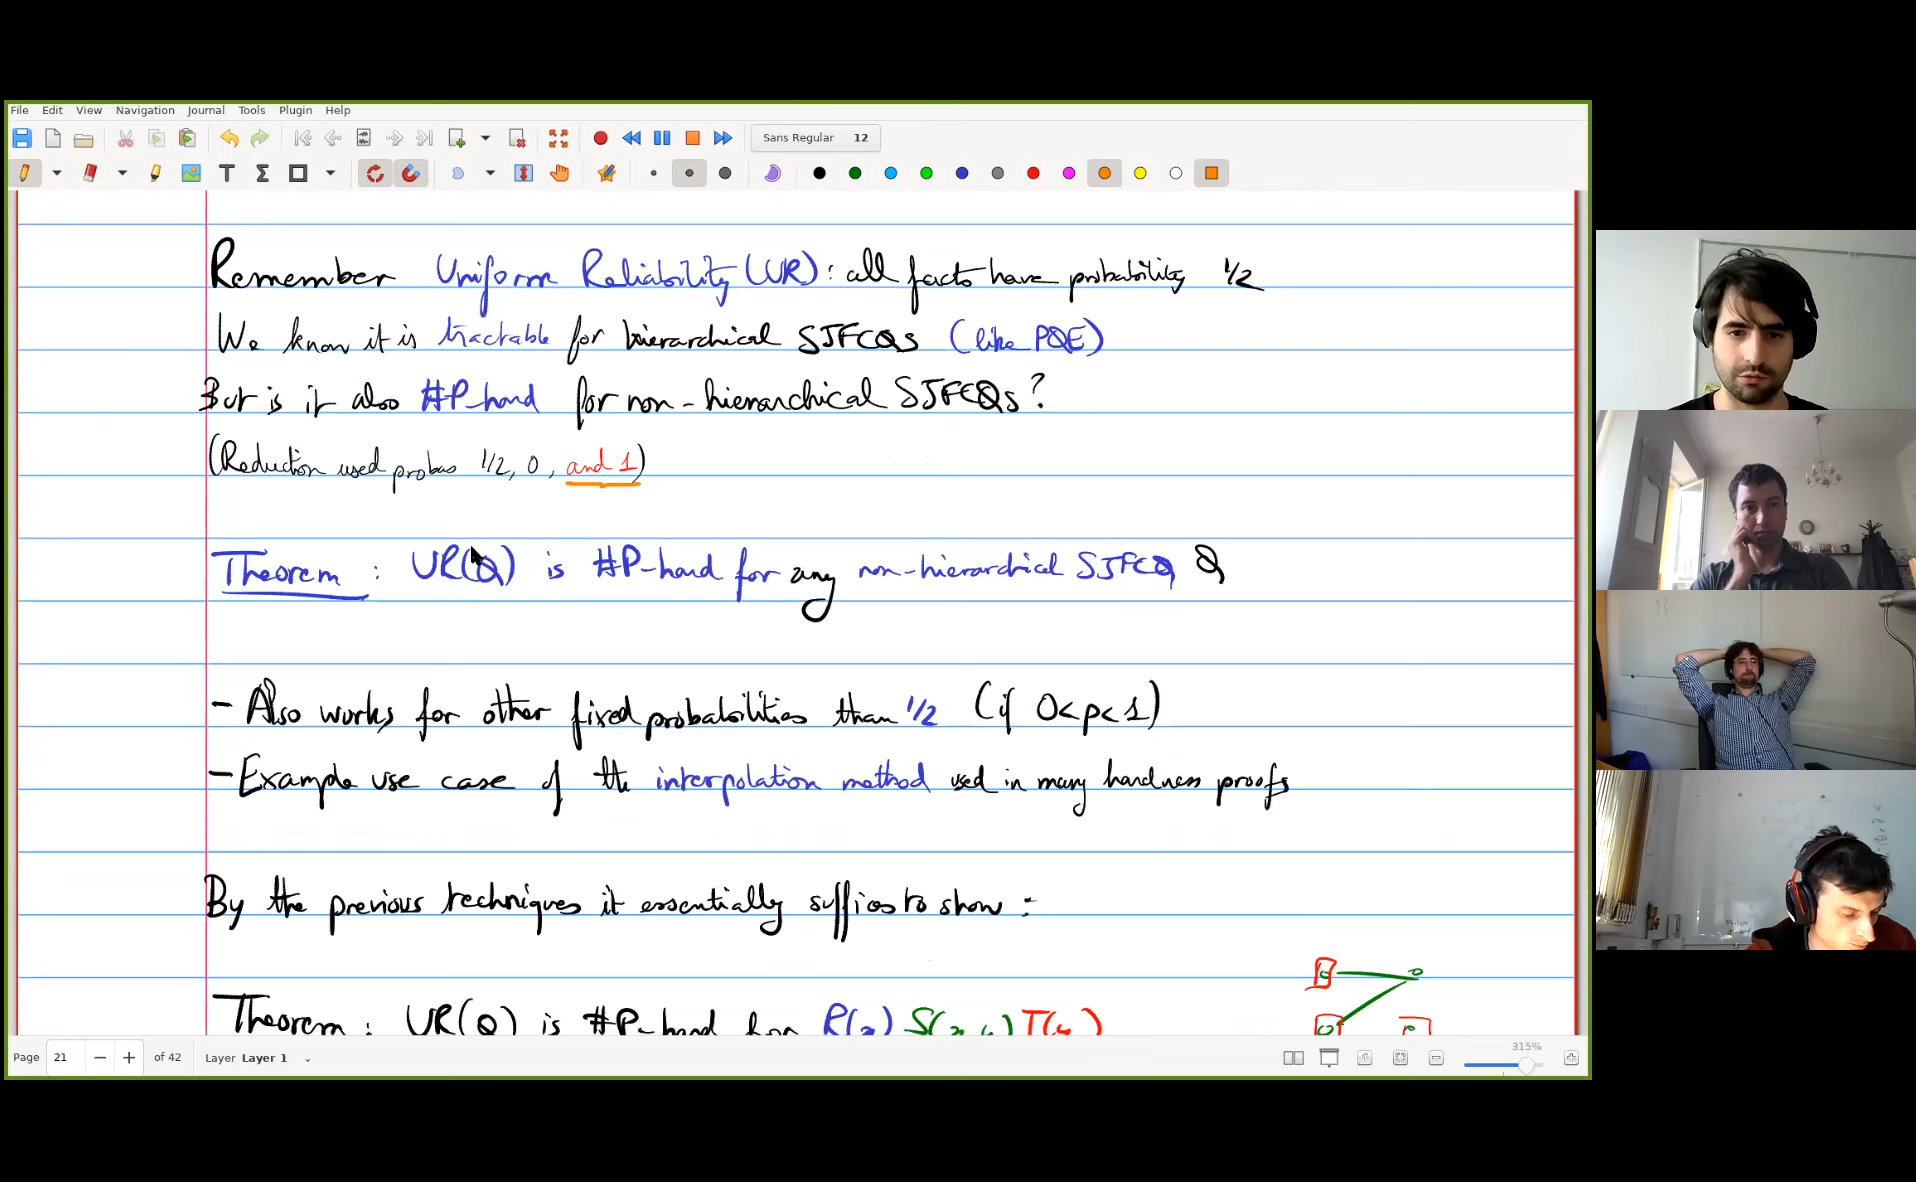 File Edit View Navigation Journal Tools Plugin Help
Sans Regular 12
Remember Uniform Reliability (UR): all facts have probability 1/2
We know it is tractable for hierarchical SJFCQs (like PQE)
But is it also #P-hard for non-hierarchical SJFCQs?
(Reduction used probas 1/2, 0, and 1)
Theorem: UR(Q) is #P-hard for any non-hierarchical SJFCQ Q
- Also works for other fixed probabilities than 1/2 (if 0<p<1)
- Example use case of the interpolation method used in many hardness proofs
By the previous techniques it essentially suffices to show:
Theorem: UR(Q) is #P-hard for R(x) S(x,y) T(y)
Page 21 of 42 Layer Layer 1 315%